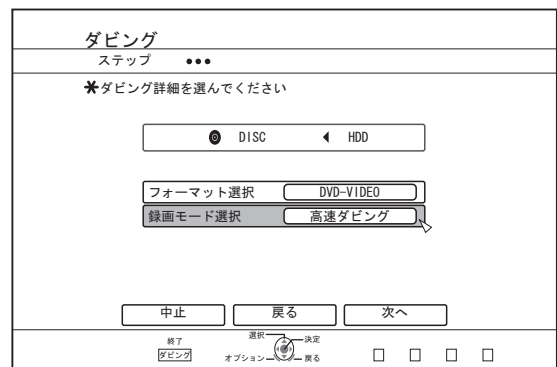 ダビング
ステップ •••
✱ダビング詳細を選んでください
DISC ◀ HDD
フォーマット選択 DVD-VIDEO
録画モード選択 高速ダビング
中止 戻る 次へ
終了
ダビング
選択 決定
オプション 戻る